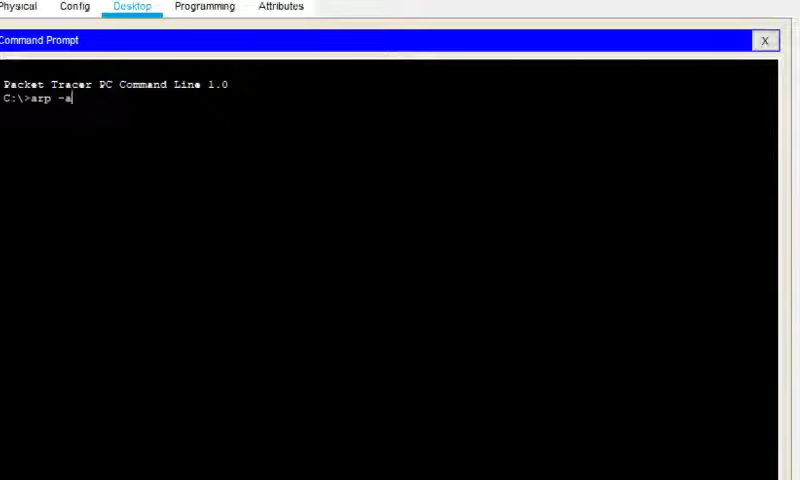 Physical Config Desktop Programming Attributes
Command Prompt X
Packet Tracer PC Command Line 1.0
C:\>arp -a